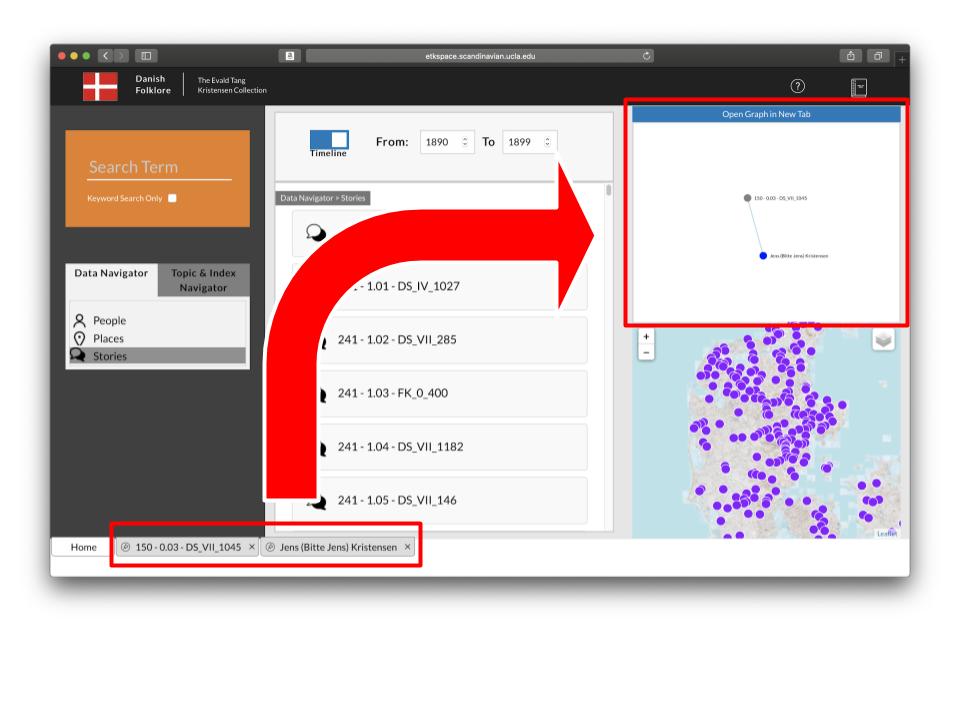 etkspace.scandinavian.ucla.edu
Danish
Folklore
The Evald Tang
Kristensen Collection
?
Search Term
Keyword Search Only
Data Navigator
Topic & Index
Navigator
People
Places
Stories
Timeline
From: 1890 To 1899
Data Navigator > Stories
- 1.01 - DS_IV_1027
241 - 1.02 - DS_VII_285
241 - 1.03 - FK_0_400
241 - 1.04 - DS_VII_1182
241 - 1.05 - DS_VII_146
Open Graph in New Tab
150 - 0.03 - DS_VII_1045
Jens (Bitte Jens) Kristensen
+
−
Leaflet
Home
150 - 0.03 - DS_VII_1045 ×
Jens (Bitte Jens) Kristensen ×